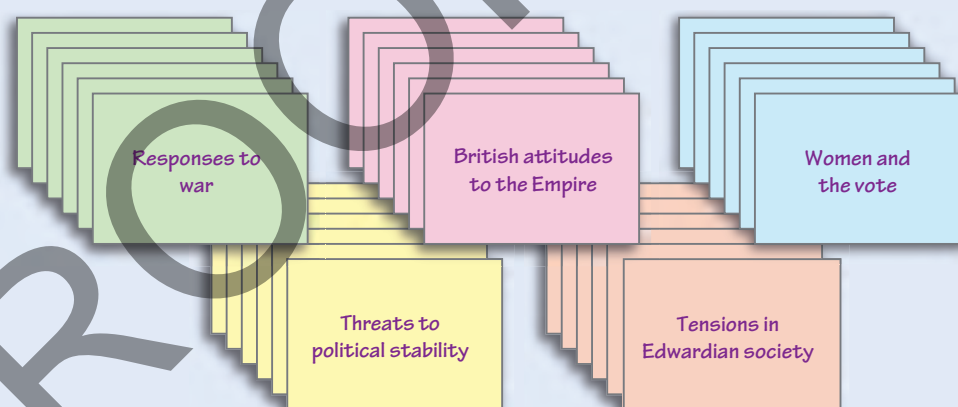 Responses to
war
British attitudes
to the Empire
Women and
the vote
Threats to
political stability
Tensions in
Edwardian society